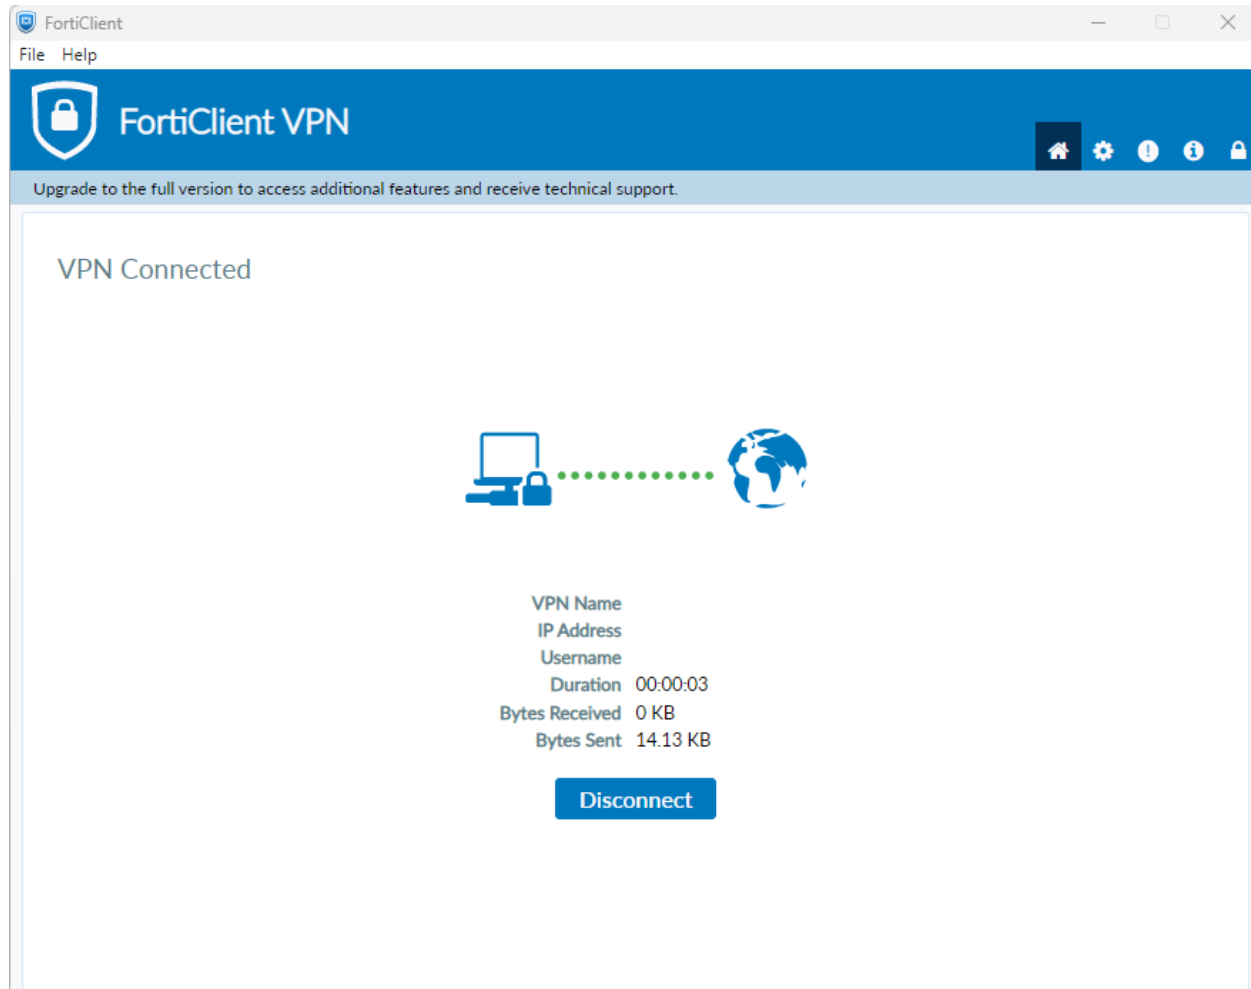 FortiClient
File Help
FortiClient VPN
Upgrade to the full version to access additional features and receive technical support.
VPN Connected
VPN Name
IP Address
Username
Duration 00:00:03
Bytes Received 0 KB
Bytes Sent 14.13 KB
Disconnect